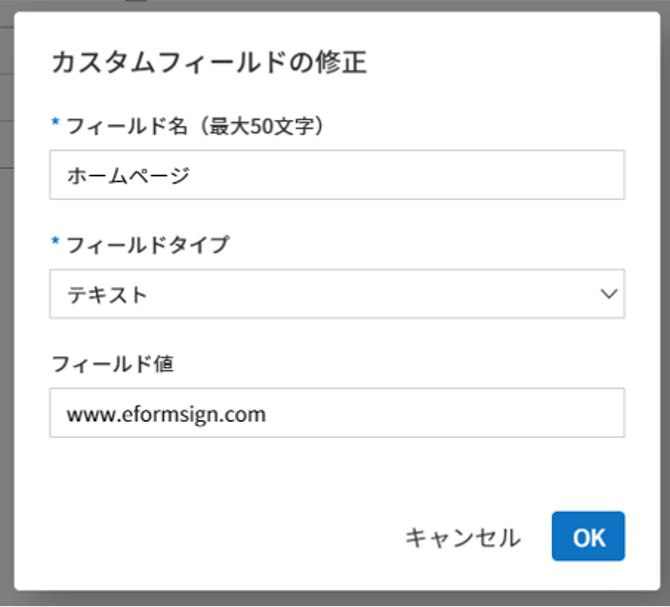 カスタムフィールドの修正
* フィールド名（最大50文字）
ホームページ
* フィールドタイプ
テキスト
フィールド値
www.eformsign.com
キャンセル OK